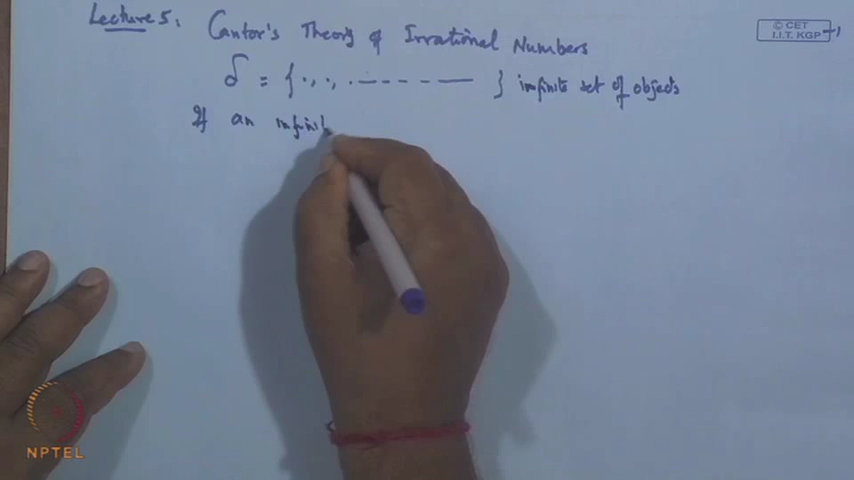 Lecture 5. Cantor's Theory of Irrational Numbers
© CET
I.I.T. KGP
δ = { ., ., . ——————— } infinite set of objects
If an infinit
NPTEL